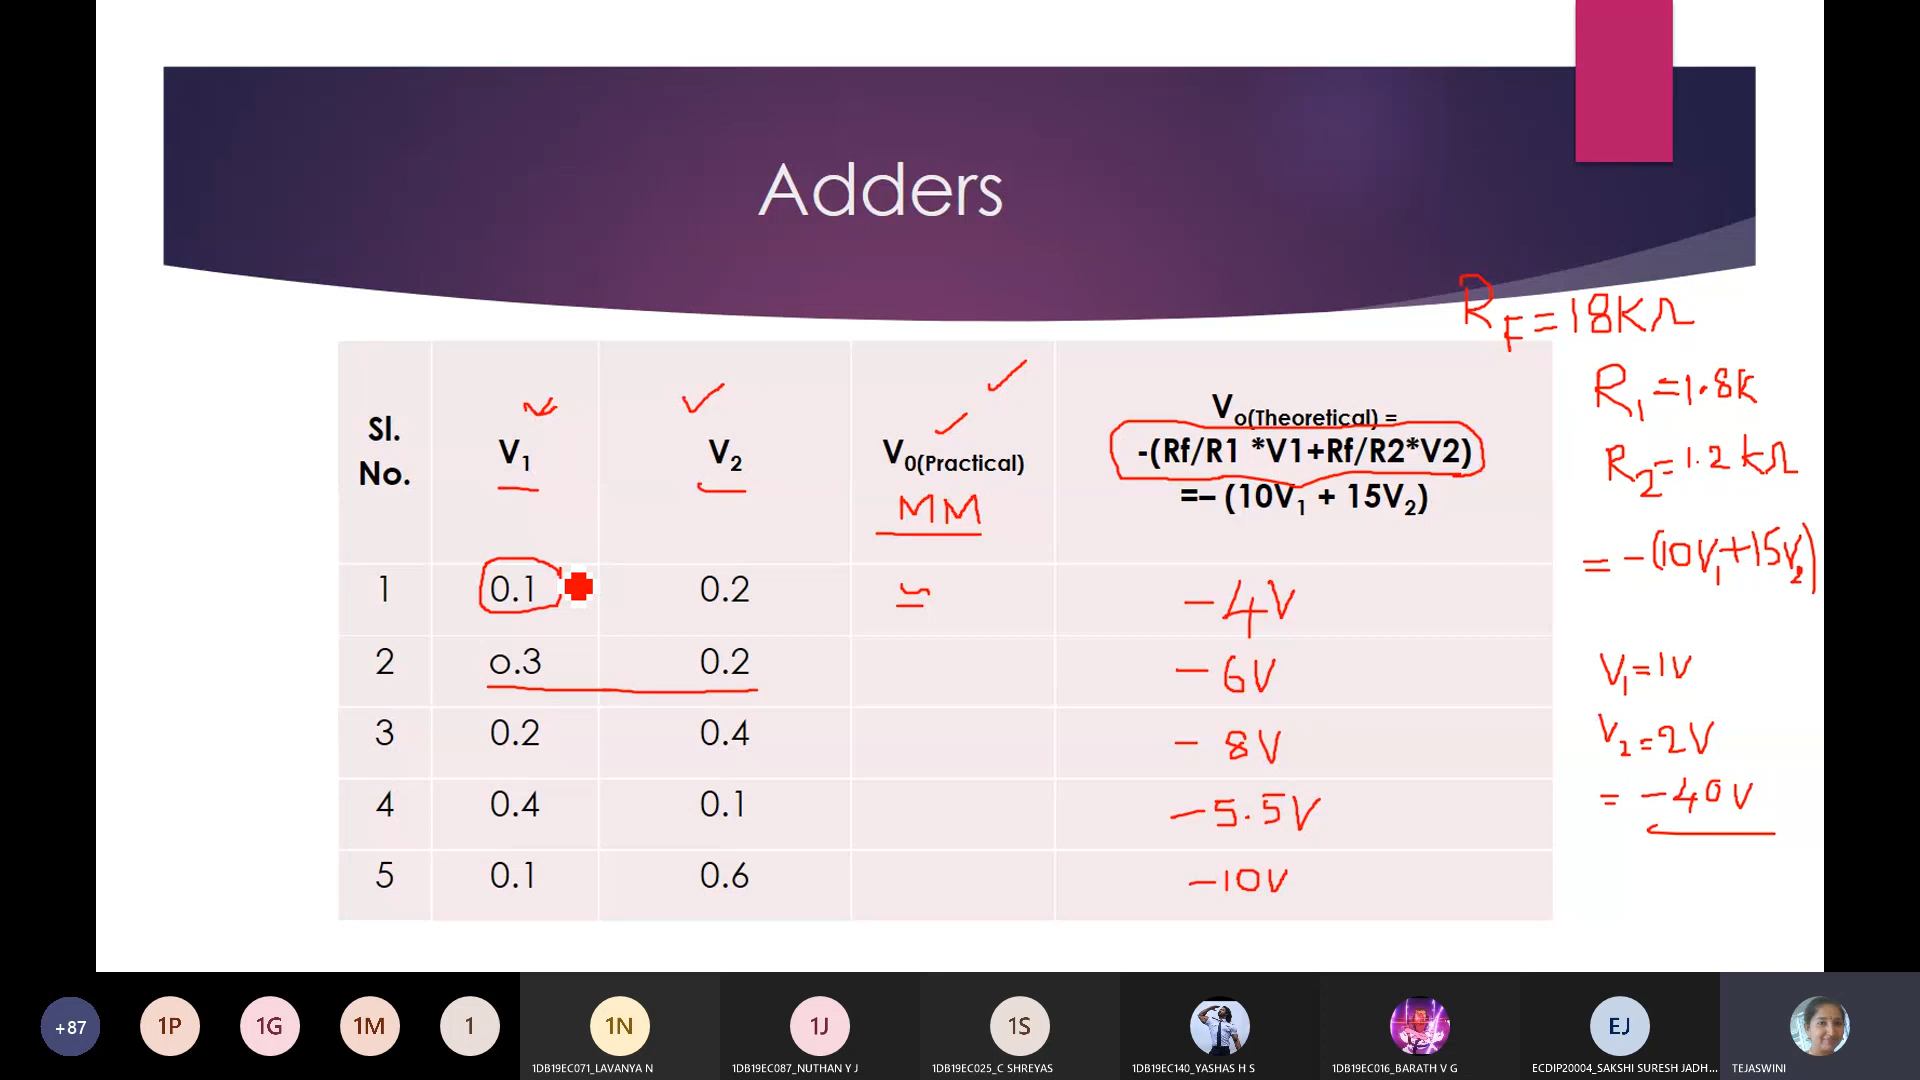 Adders
R_F = 18KΩ
R₁ = 1.8K
R₂ = 1.2 kΩ
= -(10V₁+15V₂)
V₁ = 1V
V₂ = 2V
= -40V
Sl. No. V₁ V₂ V₀(Practical) V₀(Theoretical) =
-(Rf/R1 *V1+Rf/R2*V2)
=– (10V₁ + 15V₂)
MM
1 0.1 0.2 ≃ -4V
2 o.3 0.2 -6V
3 0.2 0.4 - 8V
4 0.4 0.1 -5.5V
5 0.1 0.6 -10V
+87
1P
1G
1M
1
1N
1J
1S
EJ
1DB19EC071_LAVANYA N
1DB19EC087_NUTHAN Y J
1DB19EC025_C SHREYAS
1DB19EC140_YASHAS H S
1DB19EC016_BARATH V G
ECDIP20004_SAKSHI SURESH JADH...
TEJASWINI